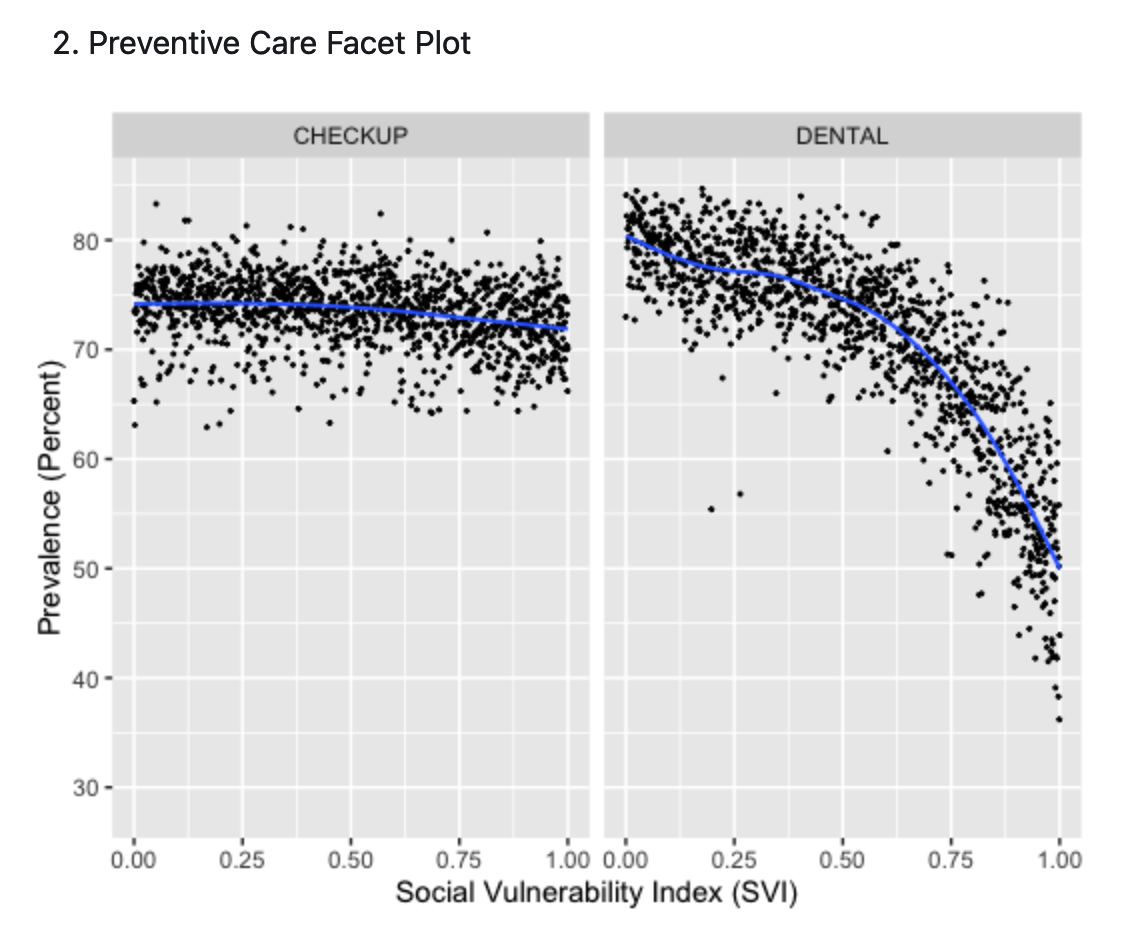 2. Preventive Care Facet Plot
CHECKUP
DENTAL
Prevalence (Percent)
80
70
60
50
40
30
0.00 0.25 0.50 0.75 1.00
0.00 0.25 0.50 0.75 1.00
Social Vulnerability Index (SVI)